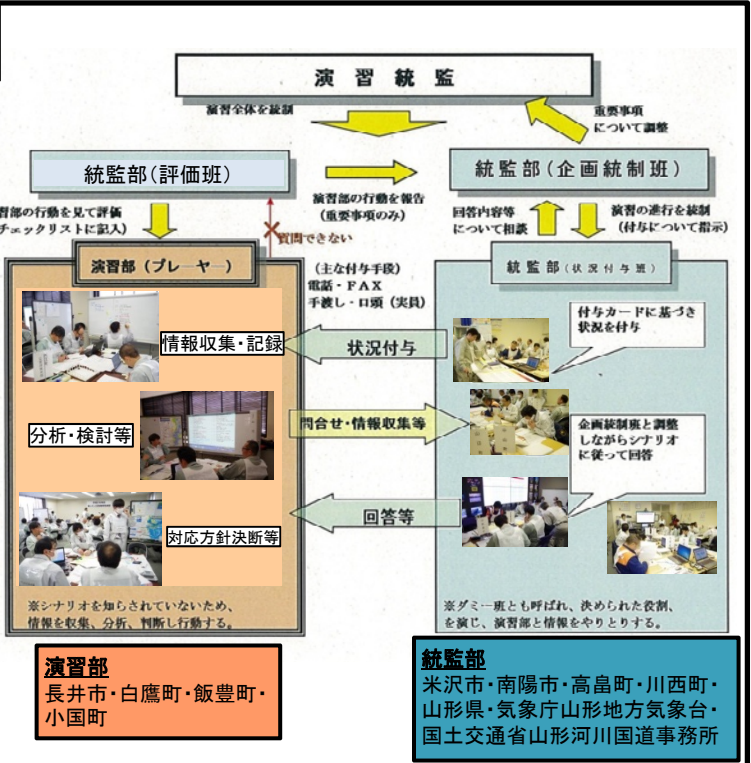 演習統監
演習全体を統制
重要事項
について調整
統監部(評価班)
統監部(企画統制班)
演習部の行動を報告
(重要事項のみ)
習部の行動を見て評価
チェックリストに記入)
質問できない
回答内容等
について相談
演習の進行を統制
(付与について指示)
演習部(プレーヤー)
(主な付与手段)
電話・FAX
手渡し・口頭(実員)
統監部(状況付与班)
情報収集・記録
状況付与
付与カードに基づき
状況を付与
分析・検討等
問合せ・情報収集等
企画統制班と調整
しながらシナリオ
に従って回答
対応方針決断等
回答等
※シナリオを知らされていないため、
情報を収集、分析、判断し行動する。
※ダミー班とも呼ばれ、決められた役割、
を演じ、演習部と情報をやりとりする。
演習部
長井市・白鷹町・飯豊町・
小国町
統監部
米沢市・南陽市・高畠町・川西町・
山形県・気象庁山形地方気象台・
国土交通省山形河川国道事務所